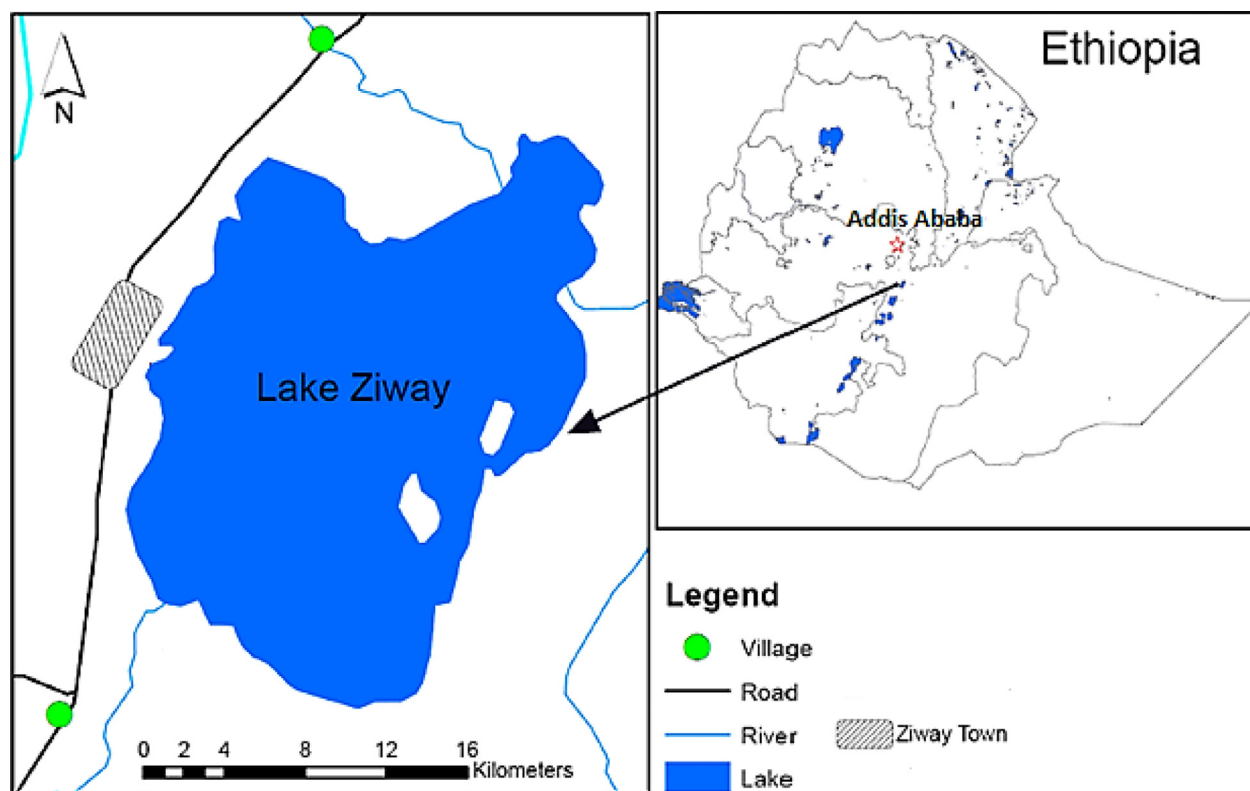 N
Lake Ziway
0 2 4 8 12 16
Kilometers
Ethiopia
Addis Ababa
Legend
Village
Road
River
Ziway Town
Lake